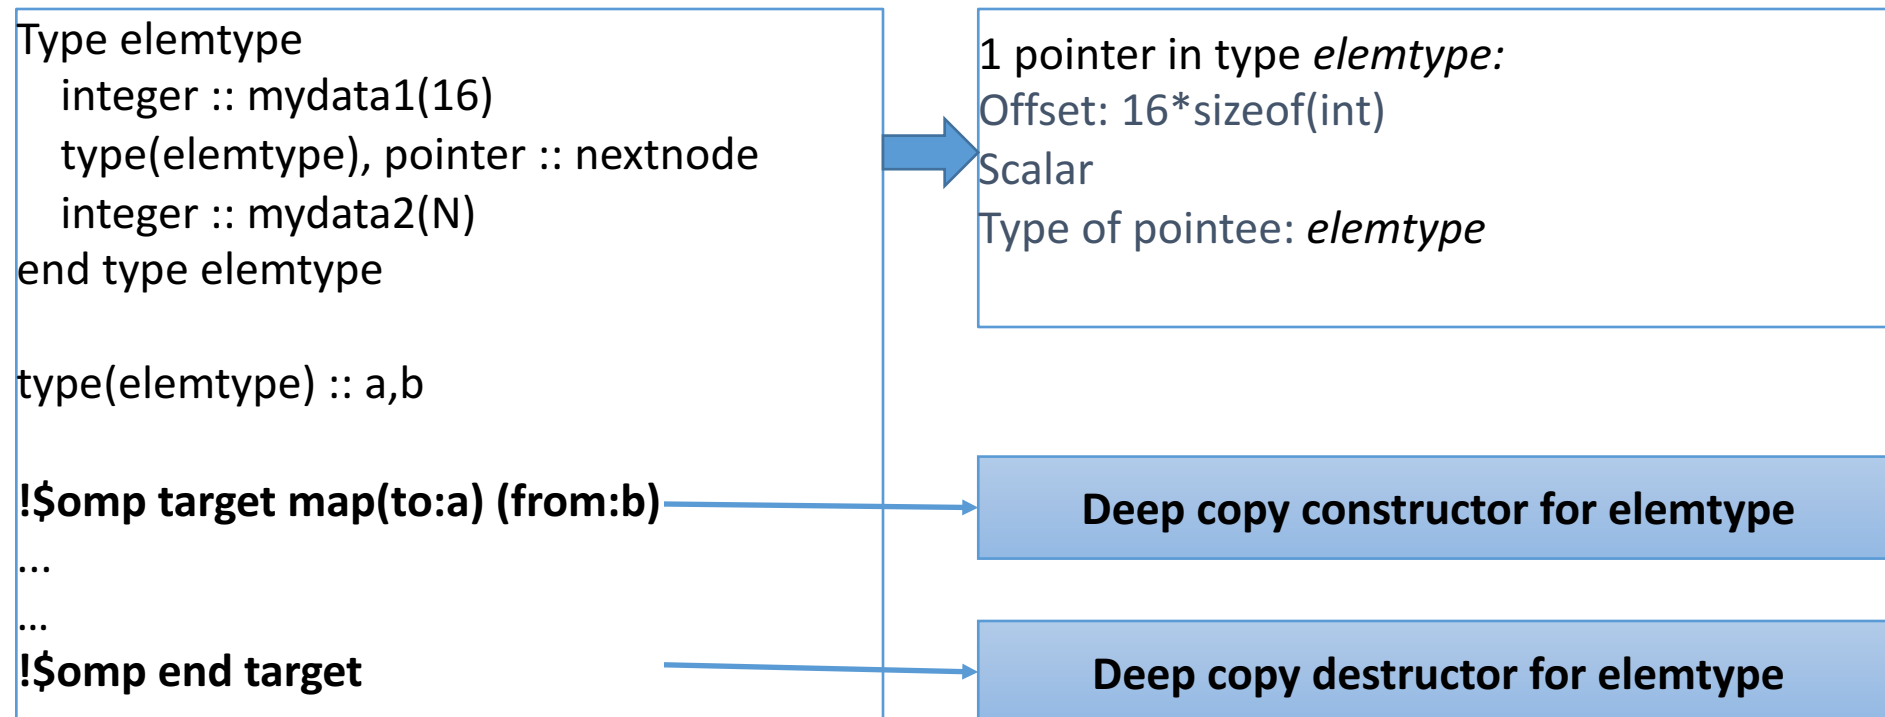 Type elemtype
integer :: mydata1(16)
type(elemtype), pointer :: nextnode
integer :: mydata2(N)
end type elemtype
type(elemtype) :: a,b
!$omp target map(to:a) (from:b)
...
...
!$omp end target
1 pointer in type elemtype:
Offset: 16*sizeof(int)
Scalar
Type of pointee: elemtype
Deep copy constructor for elemtype
Deep copy destructor for elemtype